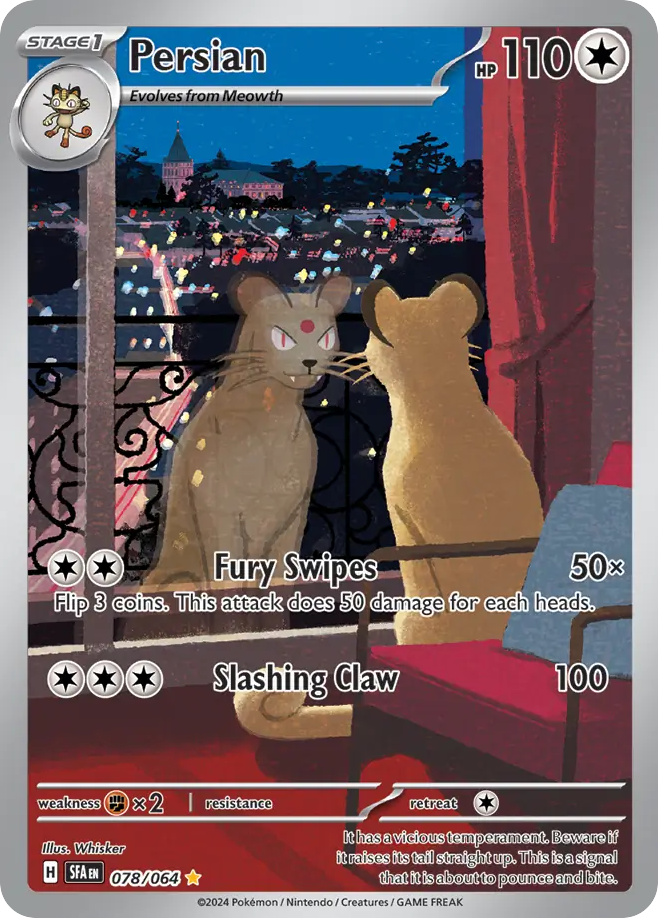 STAGE 1
Persian
HP 110
Evolves from Meowth
Fury Swipes 50×
Flip 3 coins. This attack does 50 damage for each heads.
Slashing Claw 100
weakness ×2 resistance retreat
It has a vicious temperament. Beware if
it raises its tail straight up. This is a signal
that it is about to pounce and bite.
Illus. Whisker
H SFA EN 078/064
©2024 Pokémon / Nintendo / Creatures / GAME FREAK